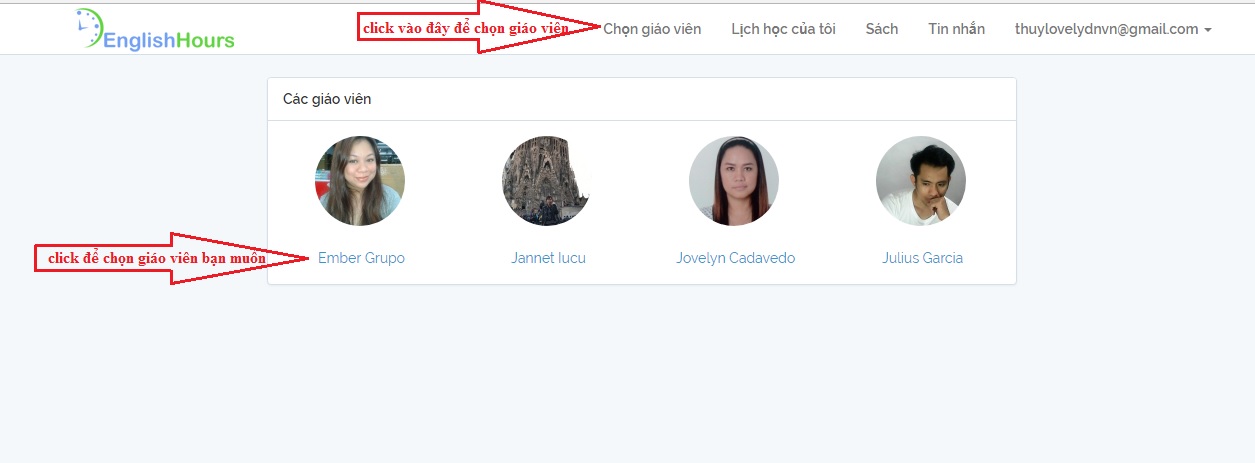 EnglishHours
click vào đây để chọn giáo viên
Chọn giáo viên
Lịch học của tôi
Sách
Tin nhắn
thuylovelydnvn@gmail.com
Các giáo viên
click để chọn giáo viên bạn muôn
Ember Grupo
Jannet Iucu
Jovelyn Cadavedo
Julius Garcia